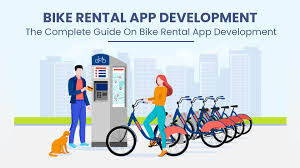 BIKE RENTAL APP DEVELOPMENT
The Complete Guide On Bike Rental App Development